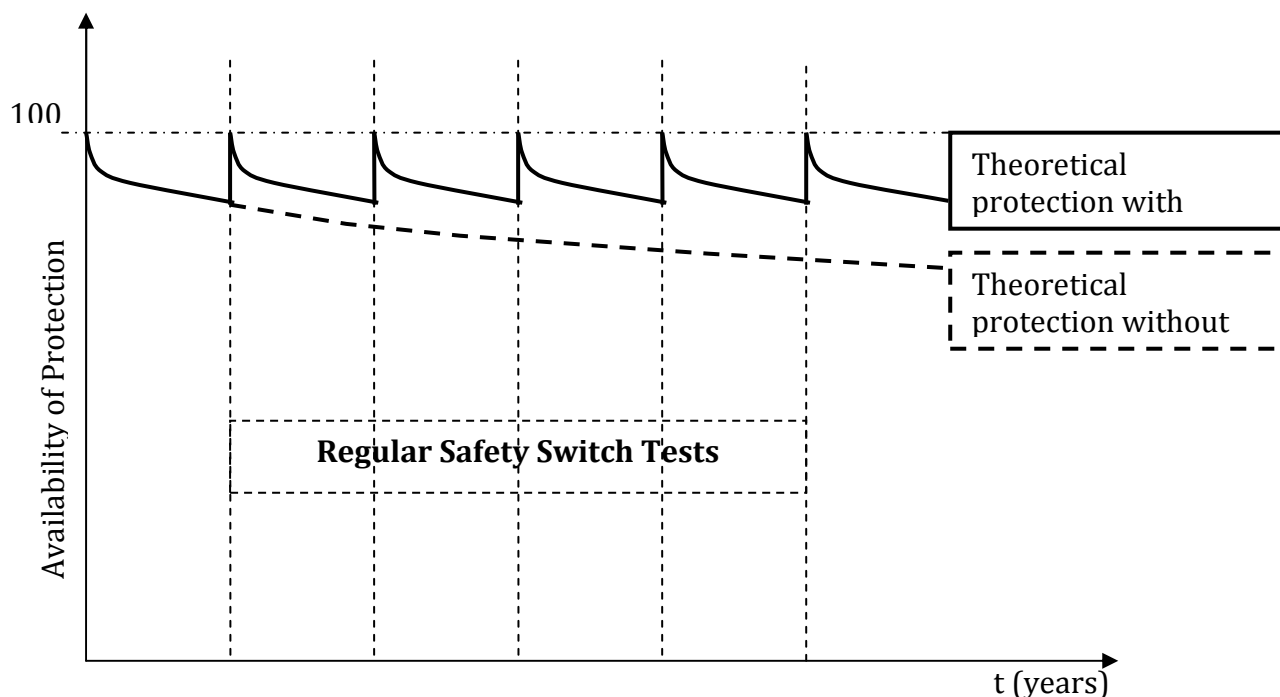 100
Theoretical
protection with
Theoretical
protection without
Availability of Protection
Regular Safety Switch Tests
t (years)